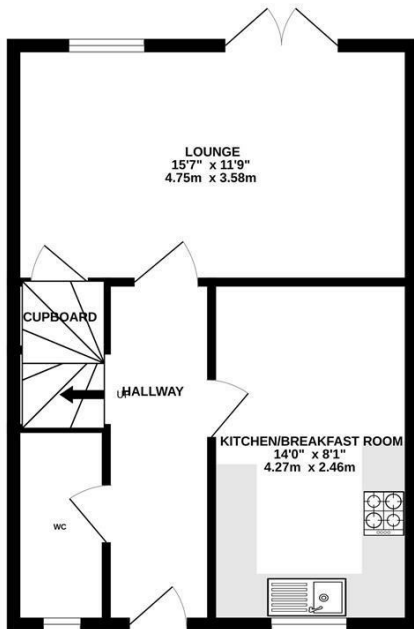 LOUNGE
15'7" x 11'9"
4.75m x 3.58m
CUPBOARD
UP
HALLWAY
KITCHEN/BREAKFAST ROOM
14'0" x 8'1"
4.27m x 2.46m
WC